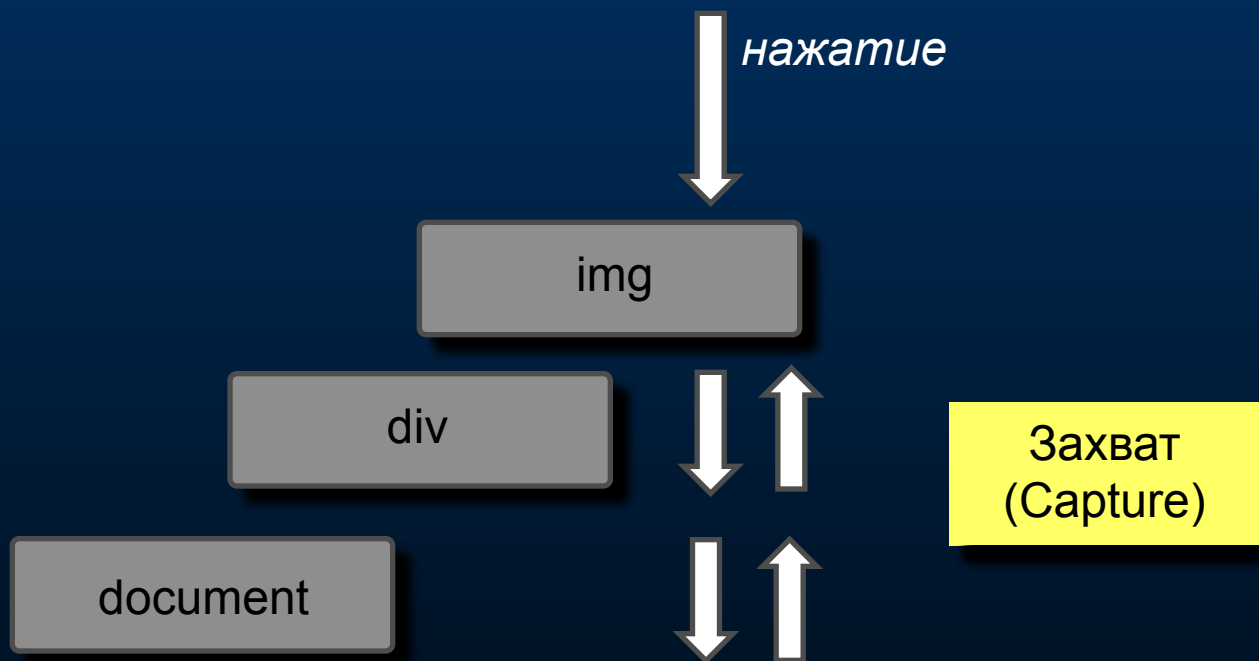 нажатие
img
div
Захват
(Capture)
document